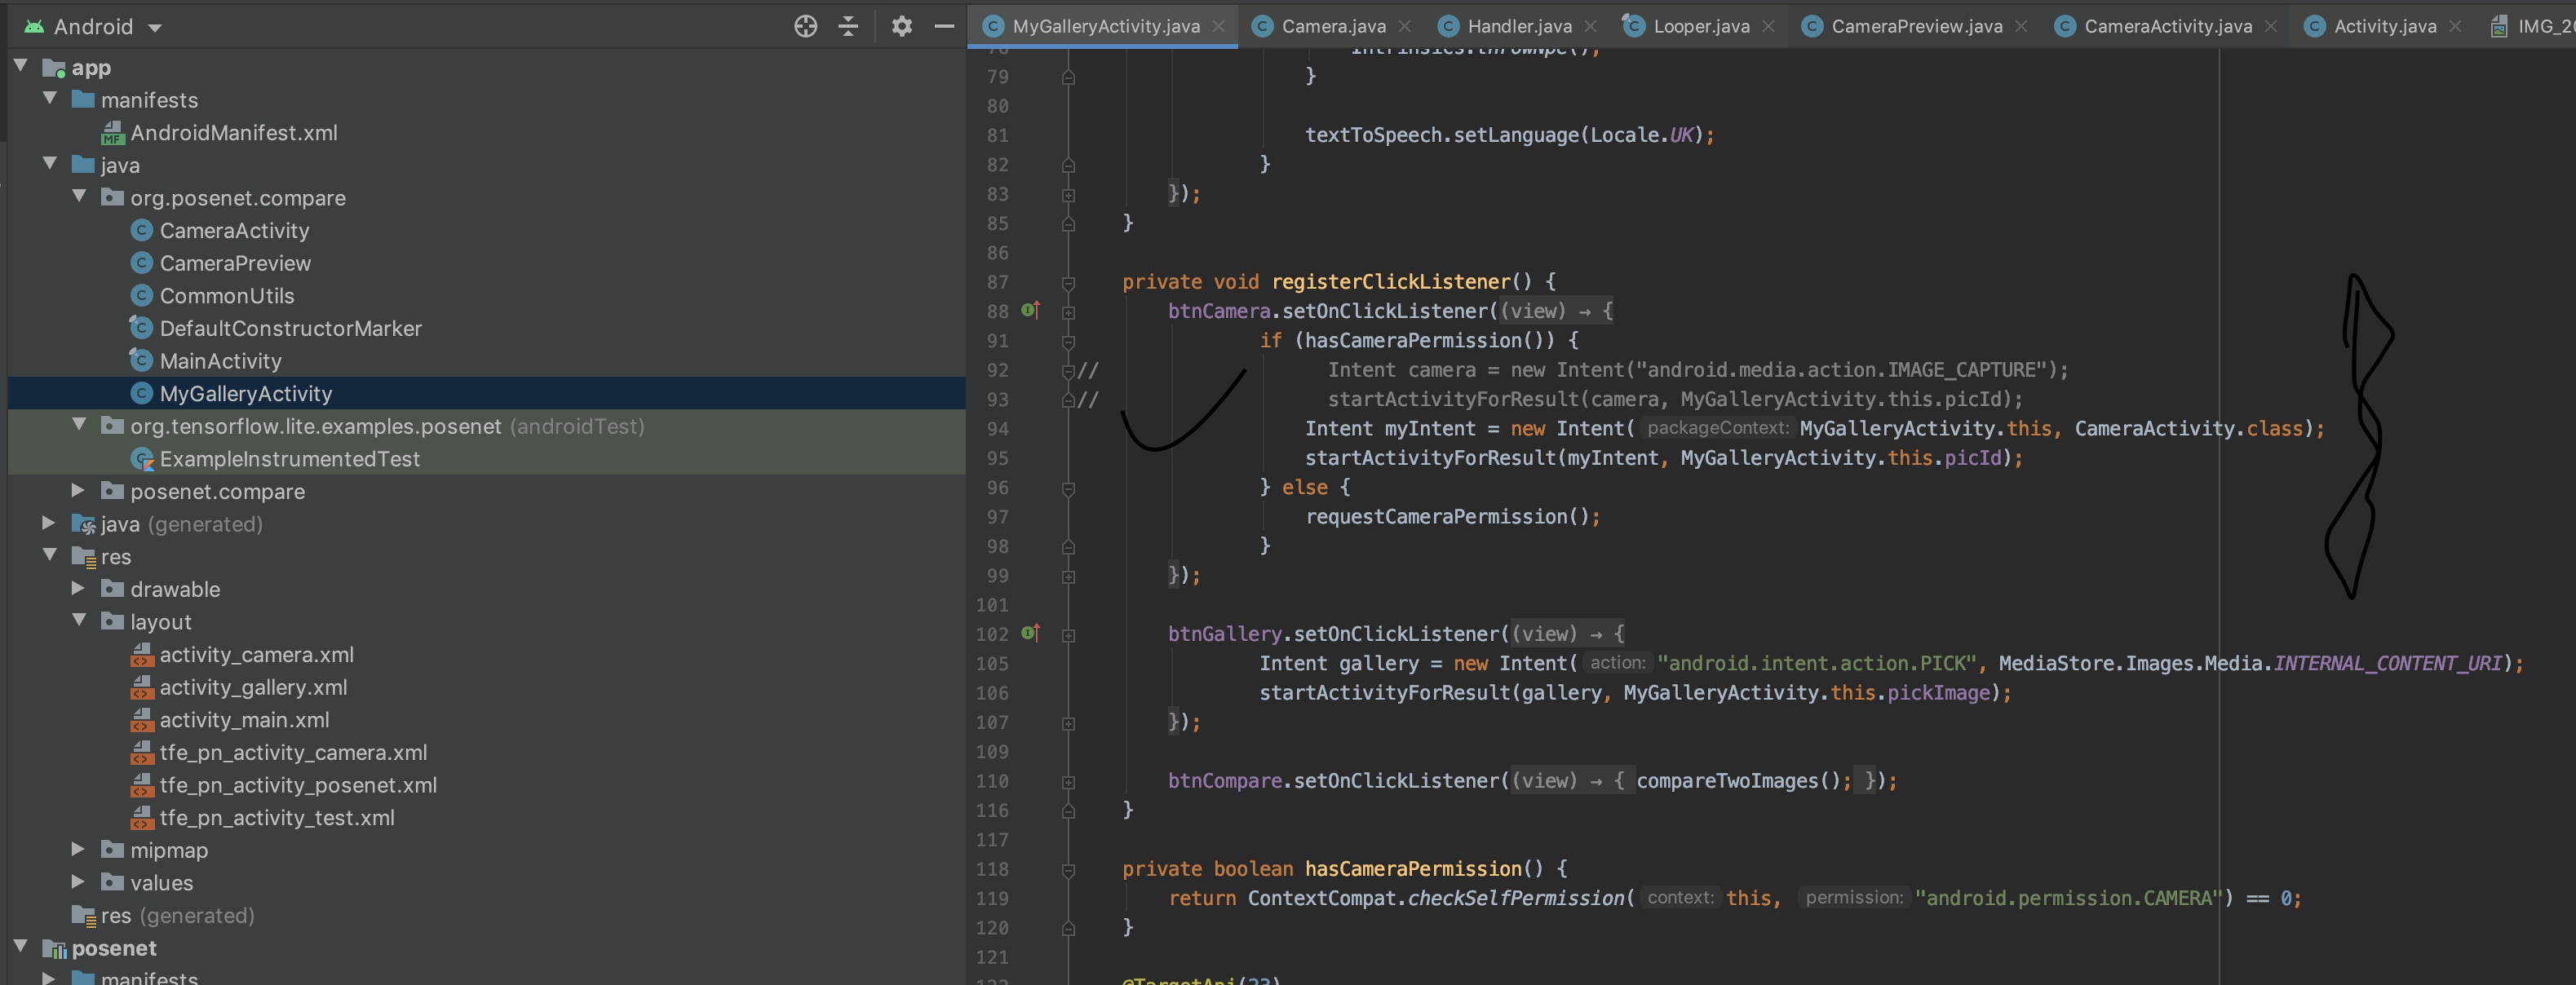 Android
app
manifests
AndroidManifest.xml
java
org.posenet.compare
CameraActivity
CameraPreview
CommonUtils
DefaultConstructorMarker
MainActivity
MyGalleryActivity
org.tensorflow.lite.examples.posenet (androidTest)
ExampleInstrumentedTest
posenet.compare
java (generated)
res
drawable
layout
activity_camera.xml
activity_gallery.xml
activity_main.xml
tfe_pn_activity_camera.xml
tfe_pn_activity_posenet.xml
tfe_pn_activity_test.xml
mipmap
values
res (generated)
posenet
manifests
MyGalleryActivity.java Camera.java Handler.java Looper.java CameraPreview.java CameraActivity.java Activity.java IMG_20
78 Intrinsics.throwNpe();
79 }
80
81 textToSpeech.setLanguage(Locale.UK);
82 }
83 });
85 }
86
87 private void registerClickListener() {
88 btnCamera.setOnClickListener((view) → {
91 if (hasCameraPermission()) {
92 // Intent camera = new Intent("android.media.action.IMAGE_CAPTURE");
93 // startActivityForResult(camera, MyGalleryActivity.this.picId);
94 Intent myIntent = new Intent( packageContext: MyGalleryActivity.this, CameraActivity.class);
95 startActivityForResult(myIntent, MyGalleryActivity.this.picId);
96 } else {
97 requestCameraPermission();
98 }
99 });
101
102 btnGallery.setOnClickListener((view) → {
105 Intent gallery = new Intent( action: "android.intent.action.PICK", MediaStore.Images.Media.INTERNAL_CONTENT_URI);
106 startActivityForResult(gallery, MyGalleryActivity.this.pickImage);
107 });
109
110 btnCompare.setOnClickListener((view) → { compareTwoImages(); });
116 }
117
118 private boolean hasCameraPermission() {
119 return ContextCompat.checkSelfPermission( context: this, permission: "android.permission.CAMERA") == 0;
120 }
121
@TargetApi(23)